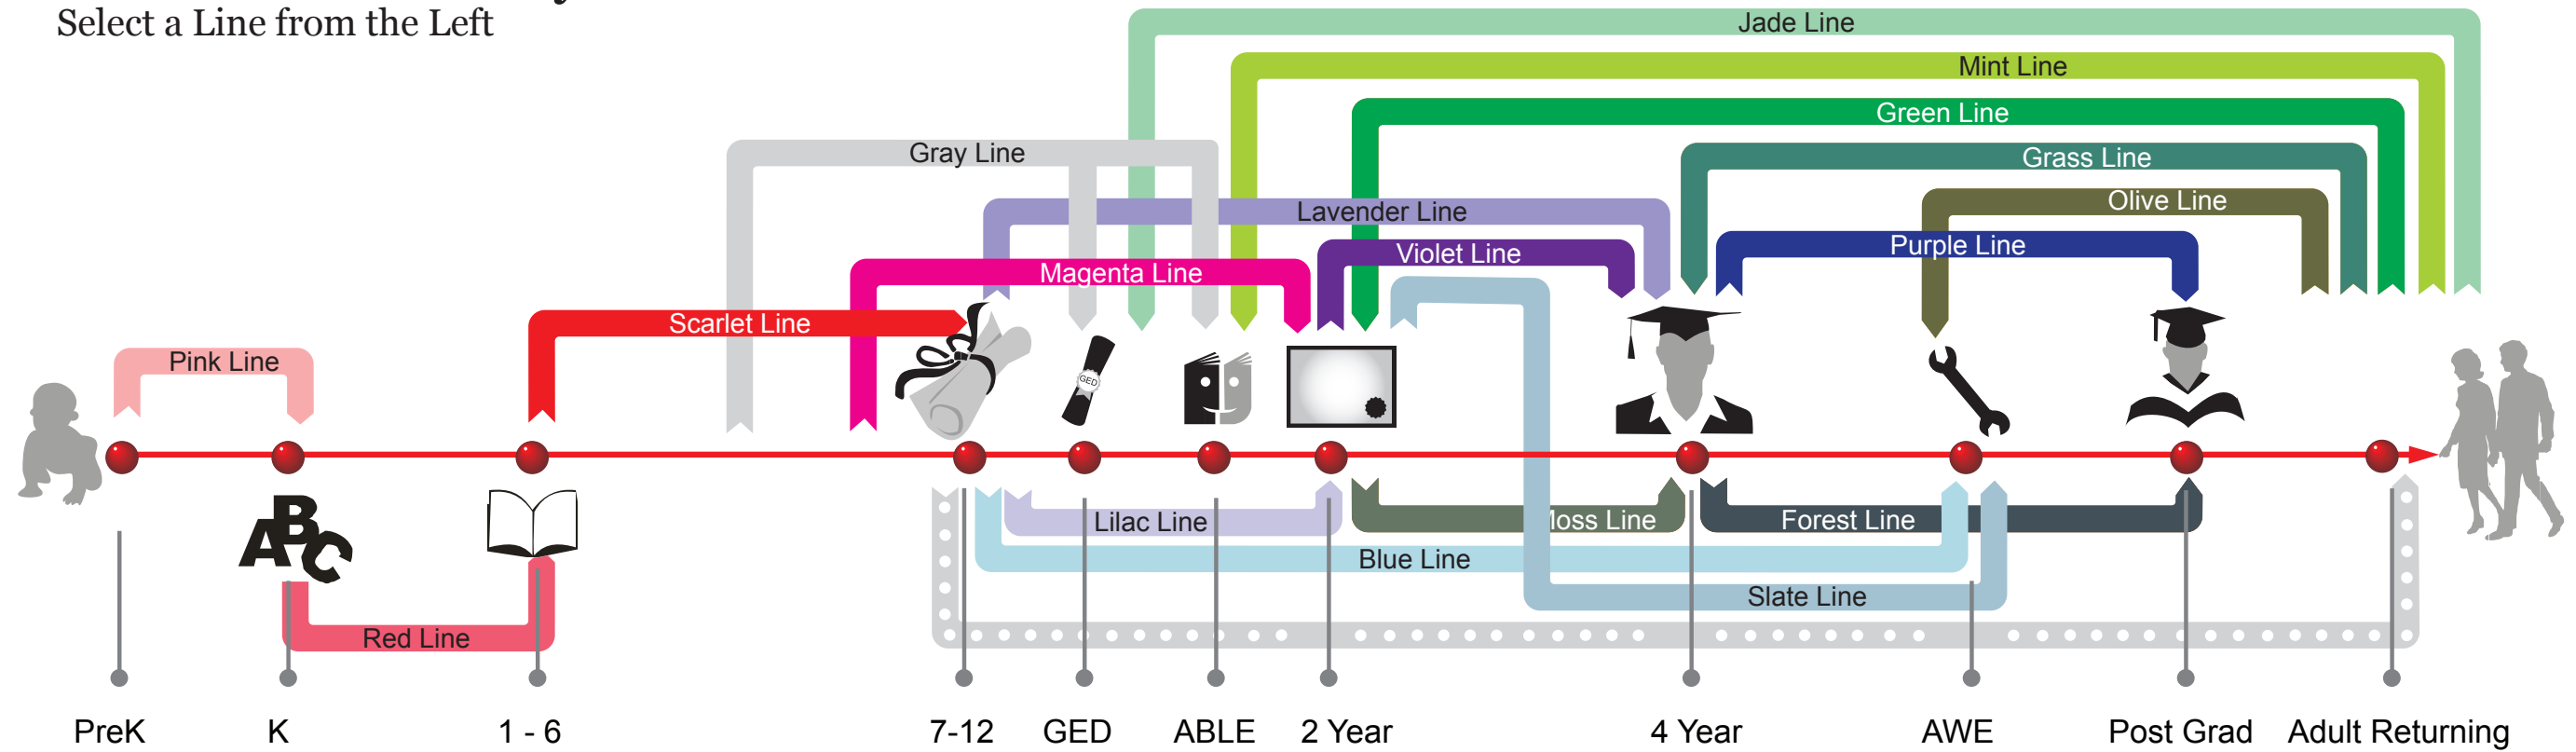 Select a Line from the Left
Jade Line
Mint Line
Green Line
Gray Line
Grass Line
Olive Line
Lavender Line
Purple Line
Violet Line
Magenta Line
Scarlet Line
Pink Line
GED
ABC
Lilac Line
oss Line
Forest Line
Blue Line
Slate Line
Red Line
PreK K 1 - 6 7-12 GED ABLE 2 Year 4 Year AWE Post Grad Adult Returning